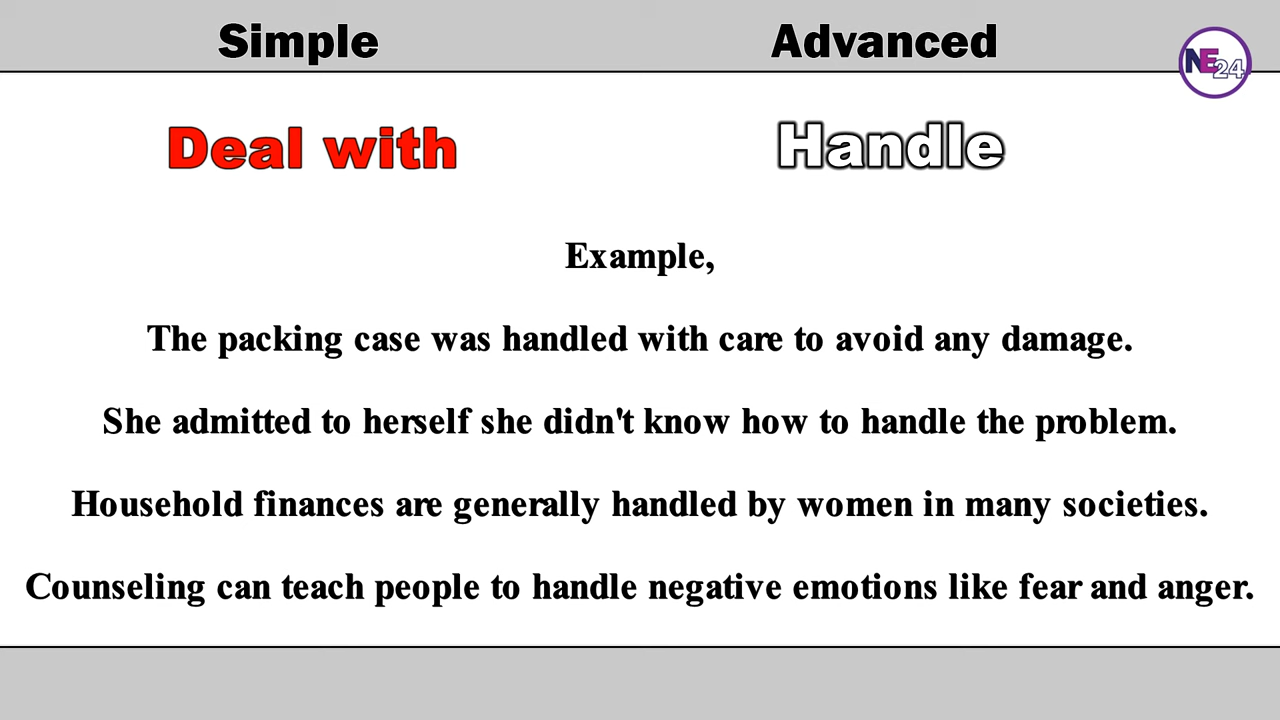 Simple Advanced
NE24
Deal with Handle
Example,
The packing case was handled with care to avoid any damage.
She admitted to herself she didn't know how to handle the problem.
Household finances are generally handled by women in many societies.
Counseling can teach people to handle negative emotions like fear and anger.